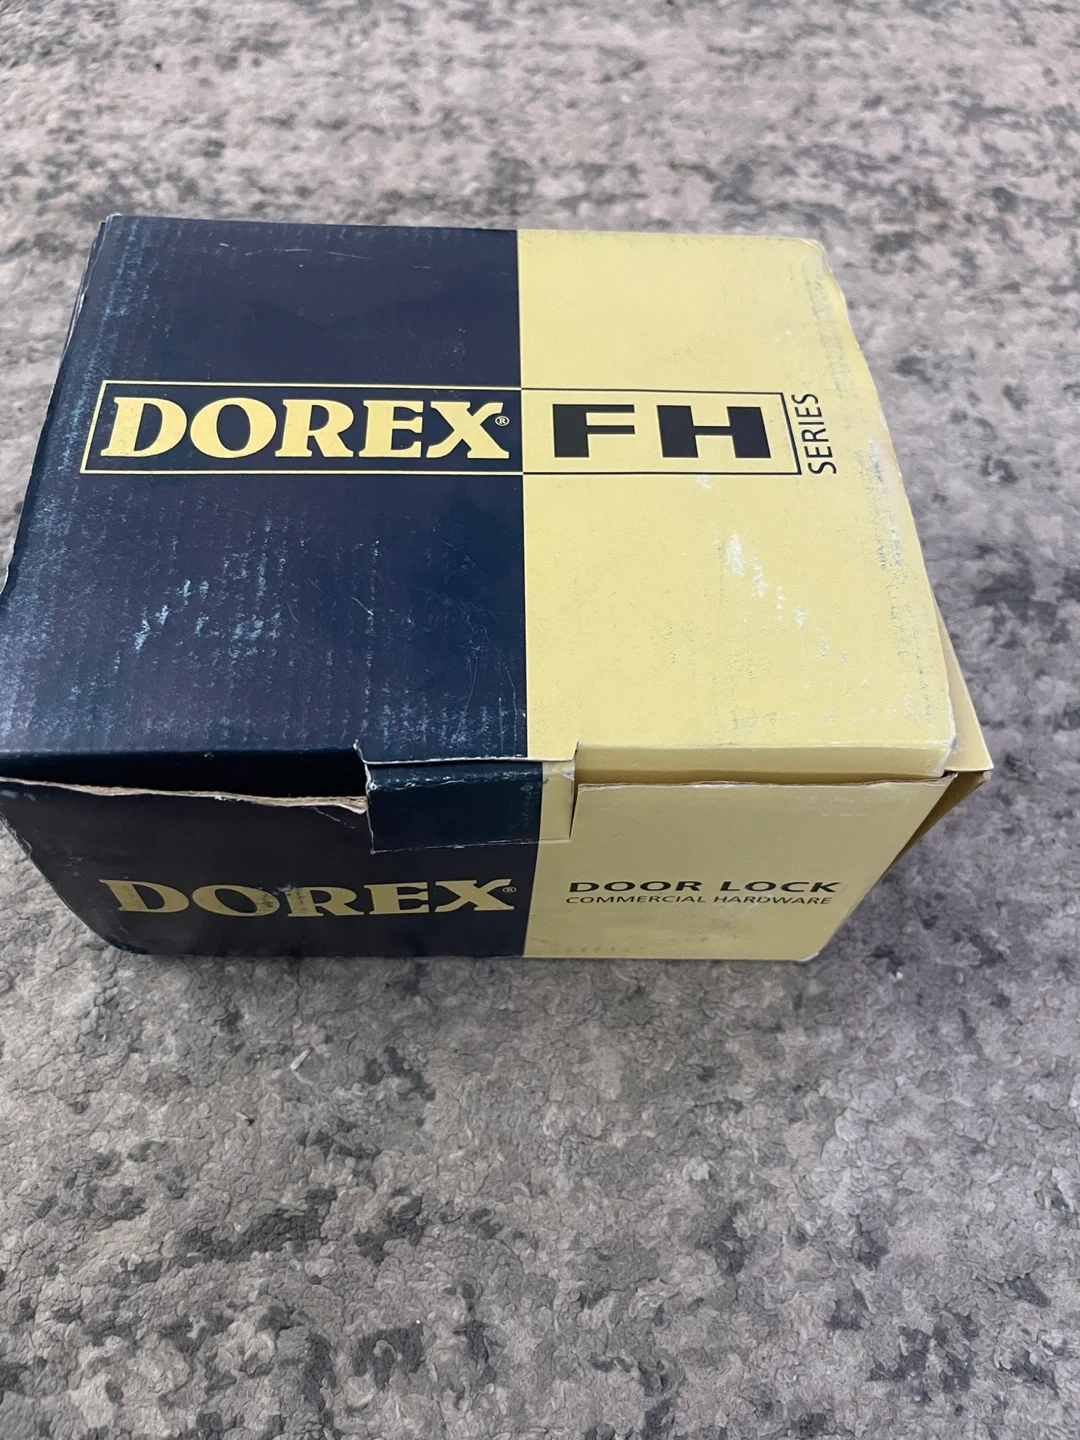 DOREX® FH SERIES
DOREX® DOOR LOCK
COMMERCIAL HARDWARE